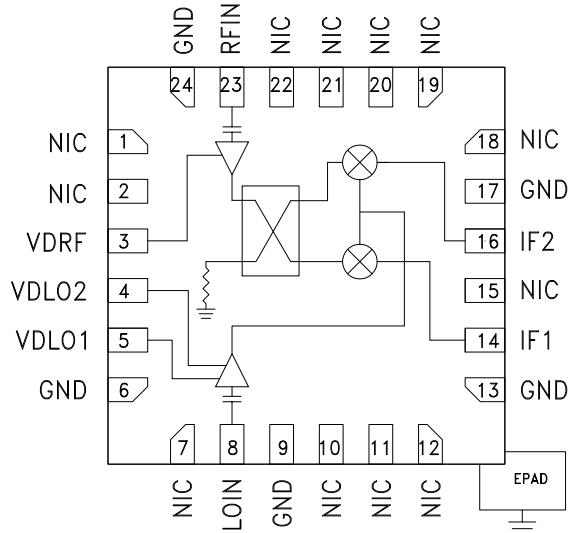 GND
RFIN
NIC
NIC
NIC
NIC
24
23
22
21
20
19
NIC 1
NIC 2
VDRF 3
VDLO2 4
VDLO1 5
GND 6
18 NIC
17 GND
16 IF2
15 NIC
14 IF1
13 GND
7
8
9
10
11
12
NIC
LOIN
GND
NIC
NIC
NIC
EPAD